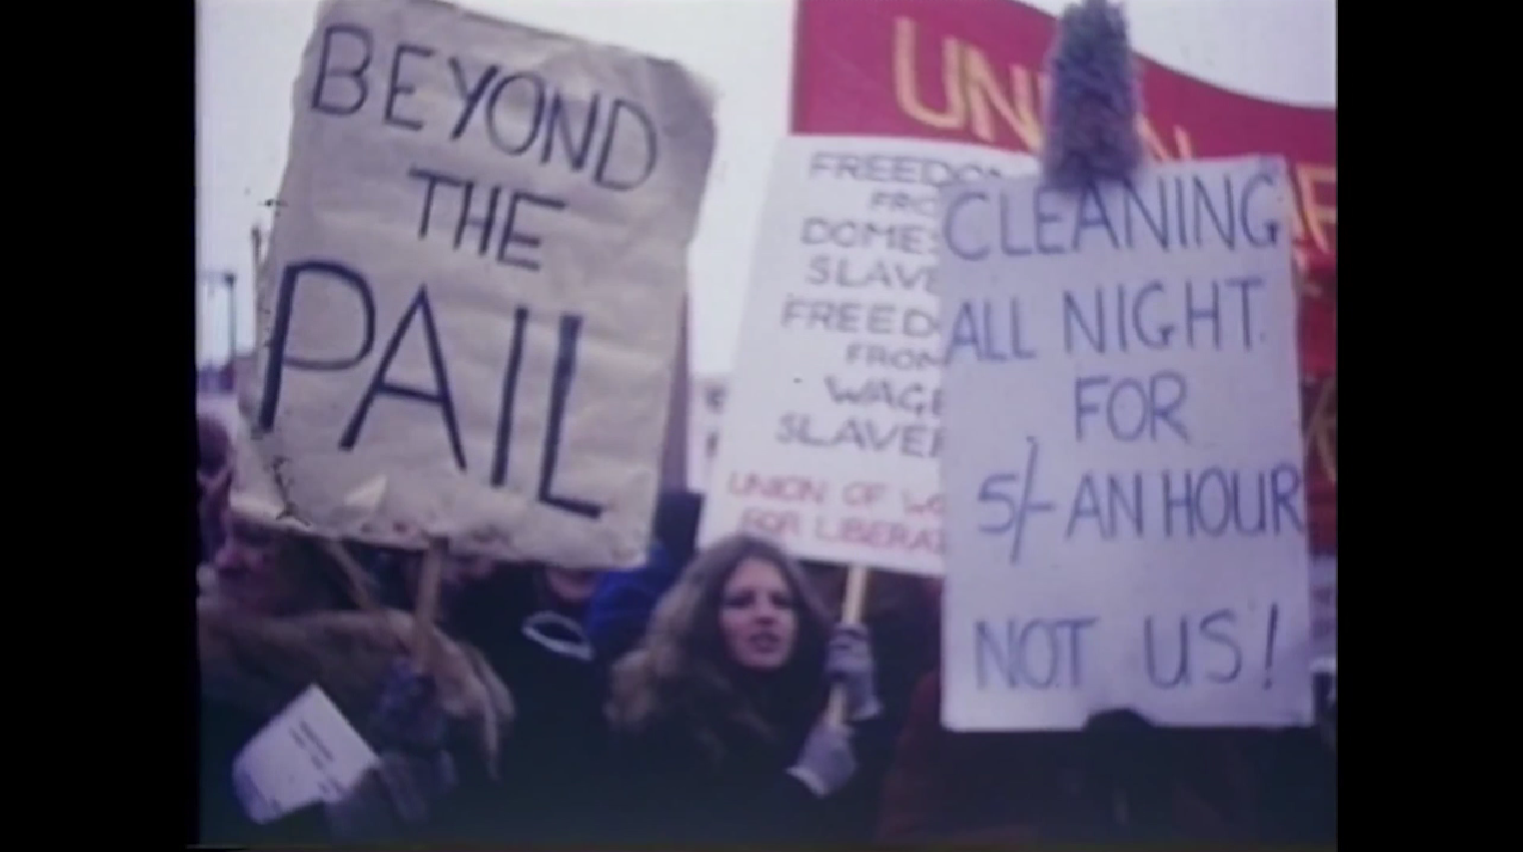 BEYOND
THE
PAIL
UN
FREEDO
FRO
DOMES
SLAVE
FREED
FROM
WAGE
SLAVE
UNION OF WO
FOR LIBERA
CLEANING
ALL NIGHT
FOR
5/- AN HOUR
NOT US!